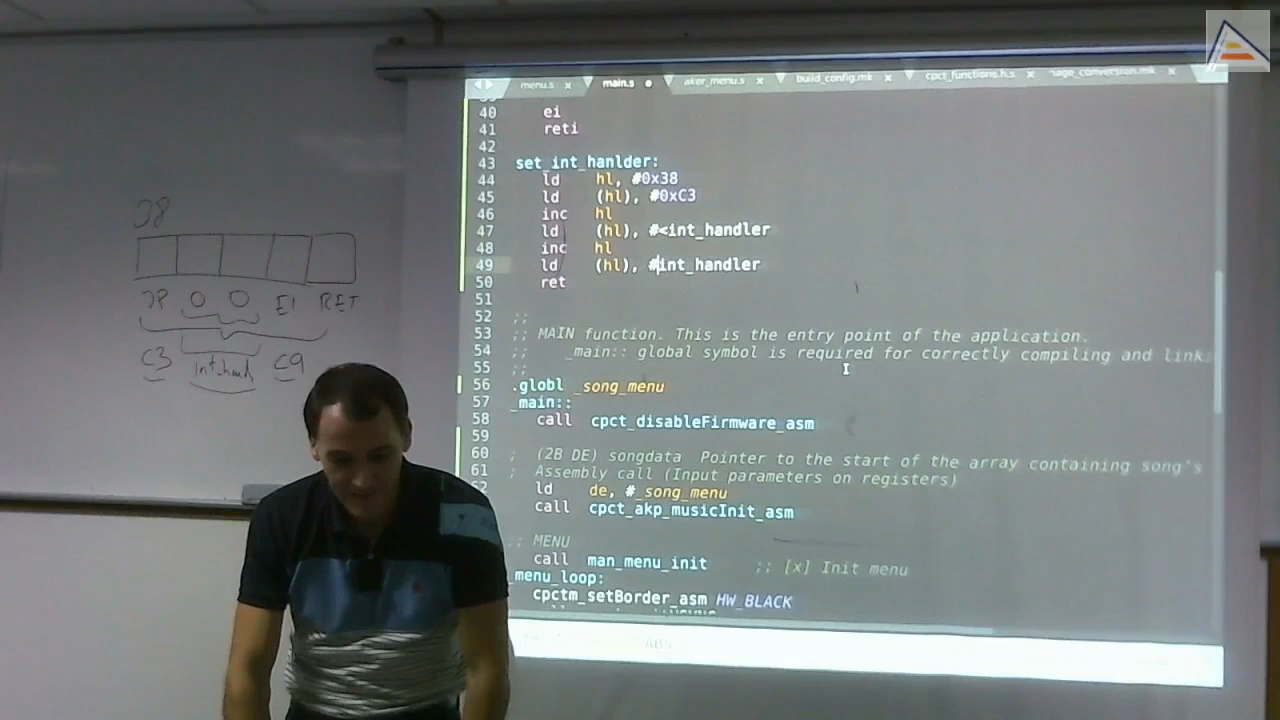 menu.s x main.s aker_menu.s x build_config.mk x cpct_functions.h.s x
40 ei
41 reti
42
43 set_int_hanlder:
44 ld hl, #0x38
45 ld (hl), #0xC3
46 inc hl
47 ld (hl), #<int_handler
48 inc hl
49 ld (hl), #int_handler
50 ret
51
52 ;;
53 ;; MAIN function. This is the entry point of the application.
54 ;; _main:: global symbol is required for correctly compiling and link
55 ;;
56 .globl _song_menu
57 _main::
58 call cpct_disableFirmware_asm
59
60 ; (2B DE) songdata Pointer to the start of the array containing song's
61 ; Assembly call (Input parameters on registers)
62 ld de, #_song_menu
call cpct_akp_musicInit_asm
;; MENU
call man_menu_init ;; [x] Init menu
_menu_loop:
cpctm_setBorder_asm HW_BLACK
38
JP 0 0 EI RET
C3 int_hand C9